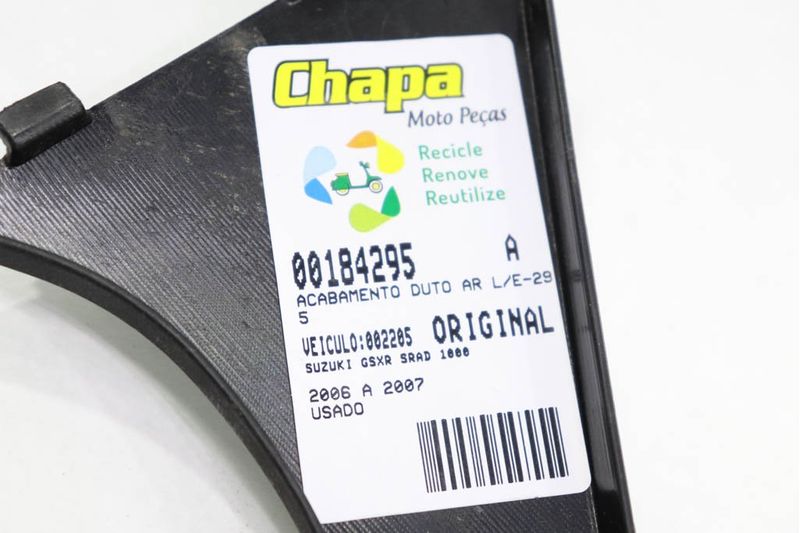 Chapa
Moto Peças
Recicle
Renove
Reutilize
00184295 A
ACABAMENTO DUTO AR L/E-29
5
VEICULO:002205 ORIGINAL
SUZUKI GSXR SRAD 1000
2006 A 2007
USADO